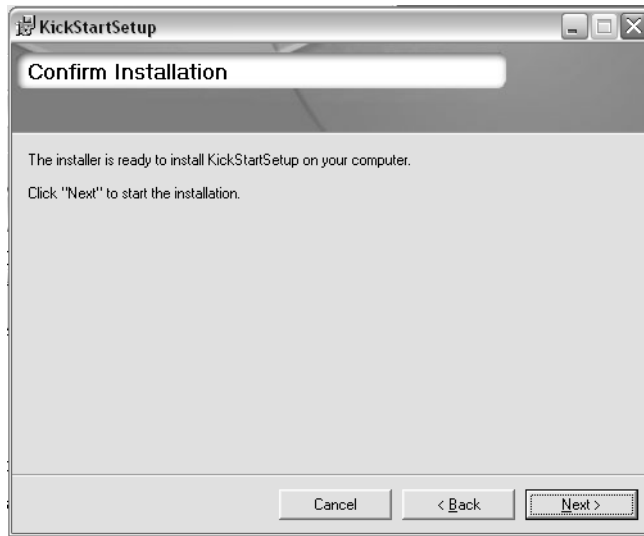 KickStartSetup
Confirm Installation
The installer is ready to install KickStartSetup on your computer.
Click "Next" to start the installation.
Cancel
< Back
Next >